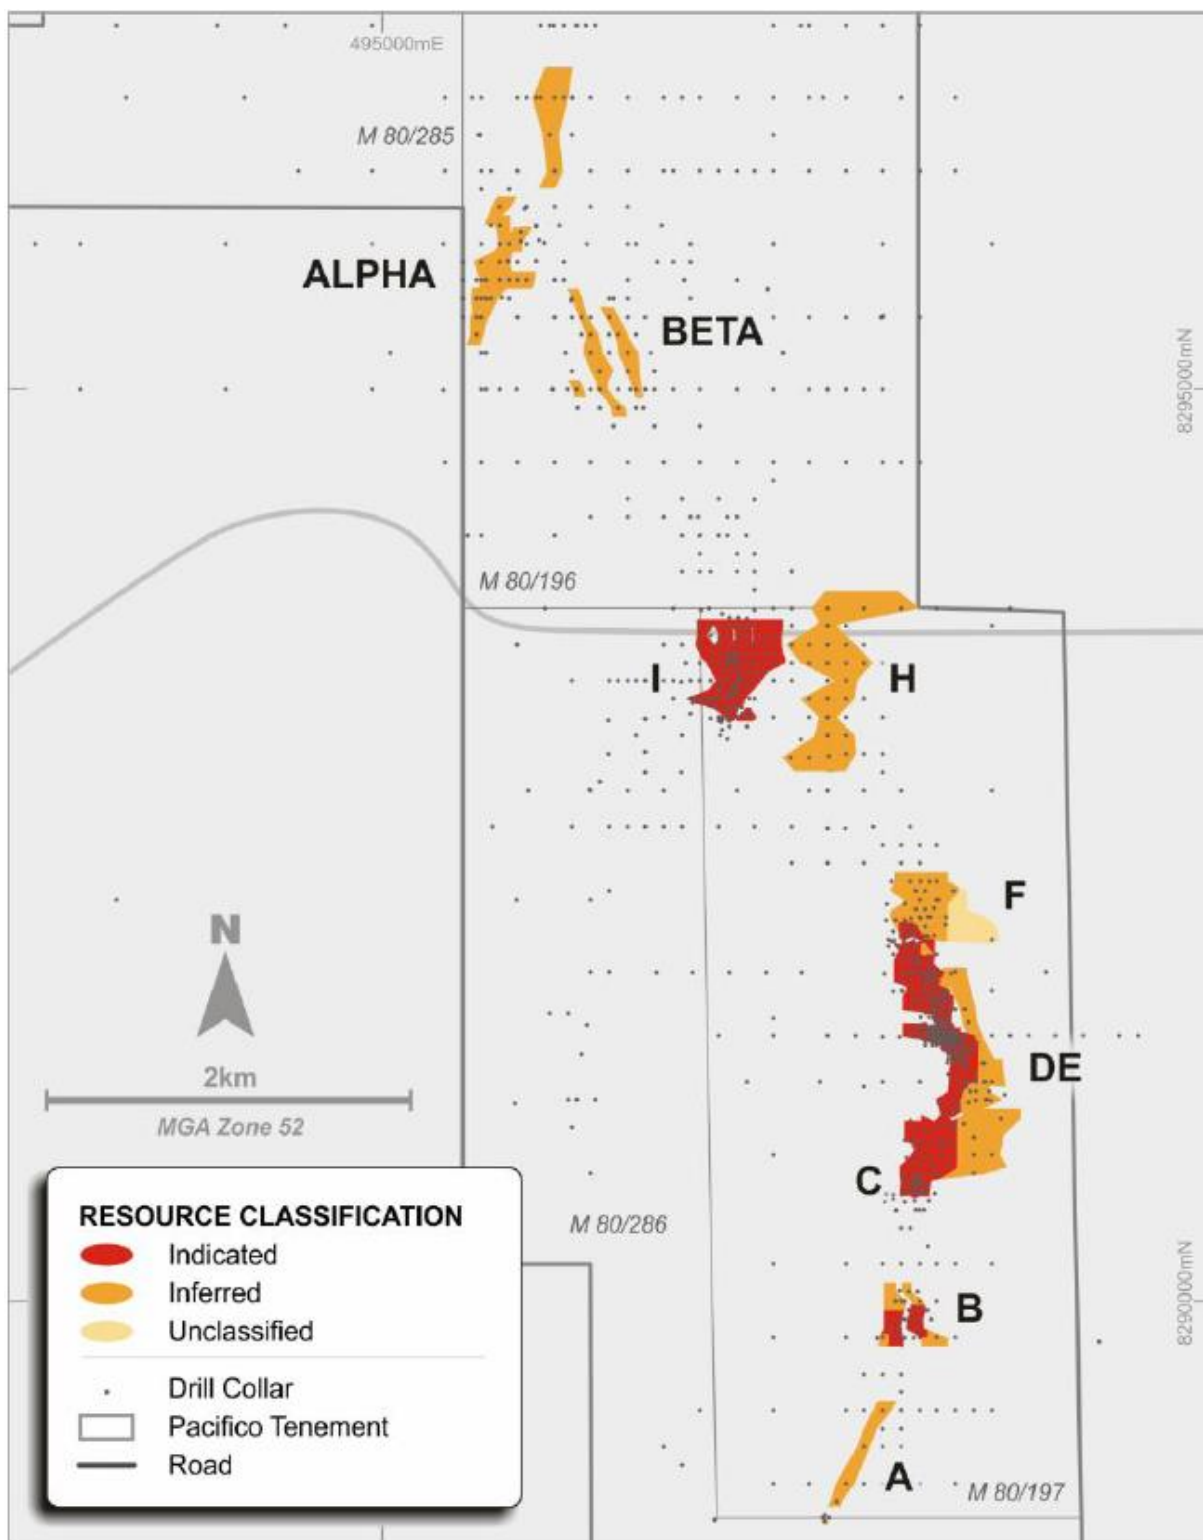 495000mE
M 80/285
ALPHA
BETA
8295000mN
M 80/196
I
H
F
N
2km
MGA Zone 52
DE
C
M 80/286
RESOURCE CLASSIFICATION
Indicated
Inferred
Unclassified
Drill Collar
Pacifico Tenement
Road
B
8290000mN
A
M 80/197